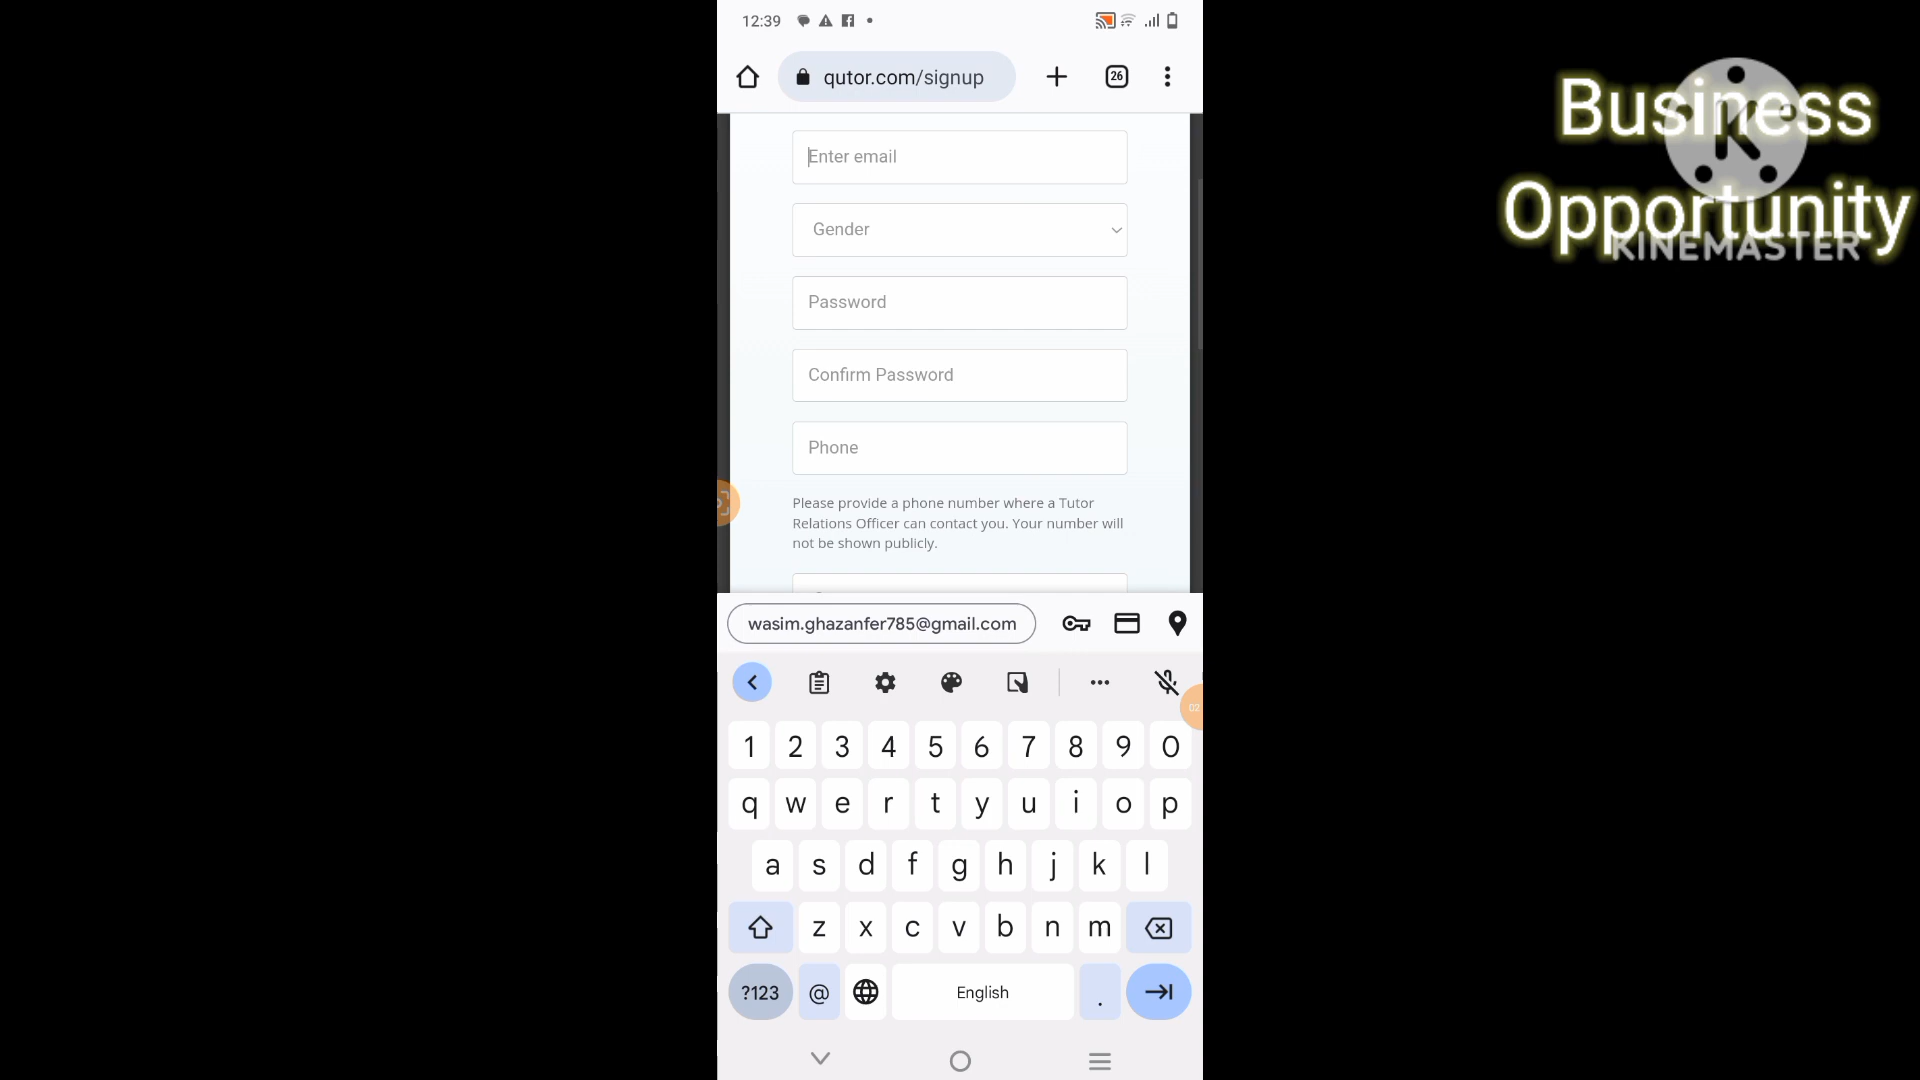 12:39
qutor.com/signup
26
Enter email
Gender
Password
Confirm Password
Phone
Please provide a phone number where a Tutor
Relations Officer can contact you. Your number will
not be shown publicly.
wasim.ghazanfer785@gmail.com
02
1 2 3 4 5 6 7 8 9 0
q w e r t y u i o p
a s d f g h j k l
z x c v b n m
?123 @ English .
Business
Opportunity
KINEMASTER